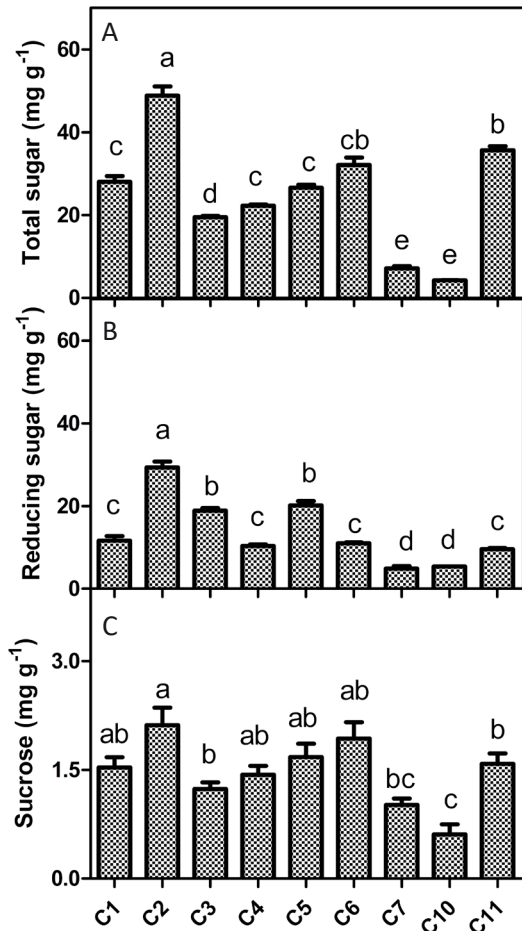 A
Total sugar (mg g⁻¹)
60
40
20
0
c
a
d
c
c
cb
e
e
b
B
Reducing sugar (mg g⁻¹)
60
40
20
0
c
a
b
c
b
c
d
d
c
C
Sucrose (mg g⁻¹)
3.0
1.5
0.0
ab
a
b
ab
ab
ab
bc
c
b
C1
C2
C3
C4
C5
C6
C7
C10
C11